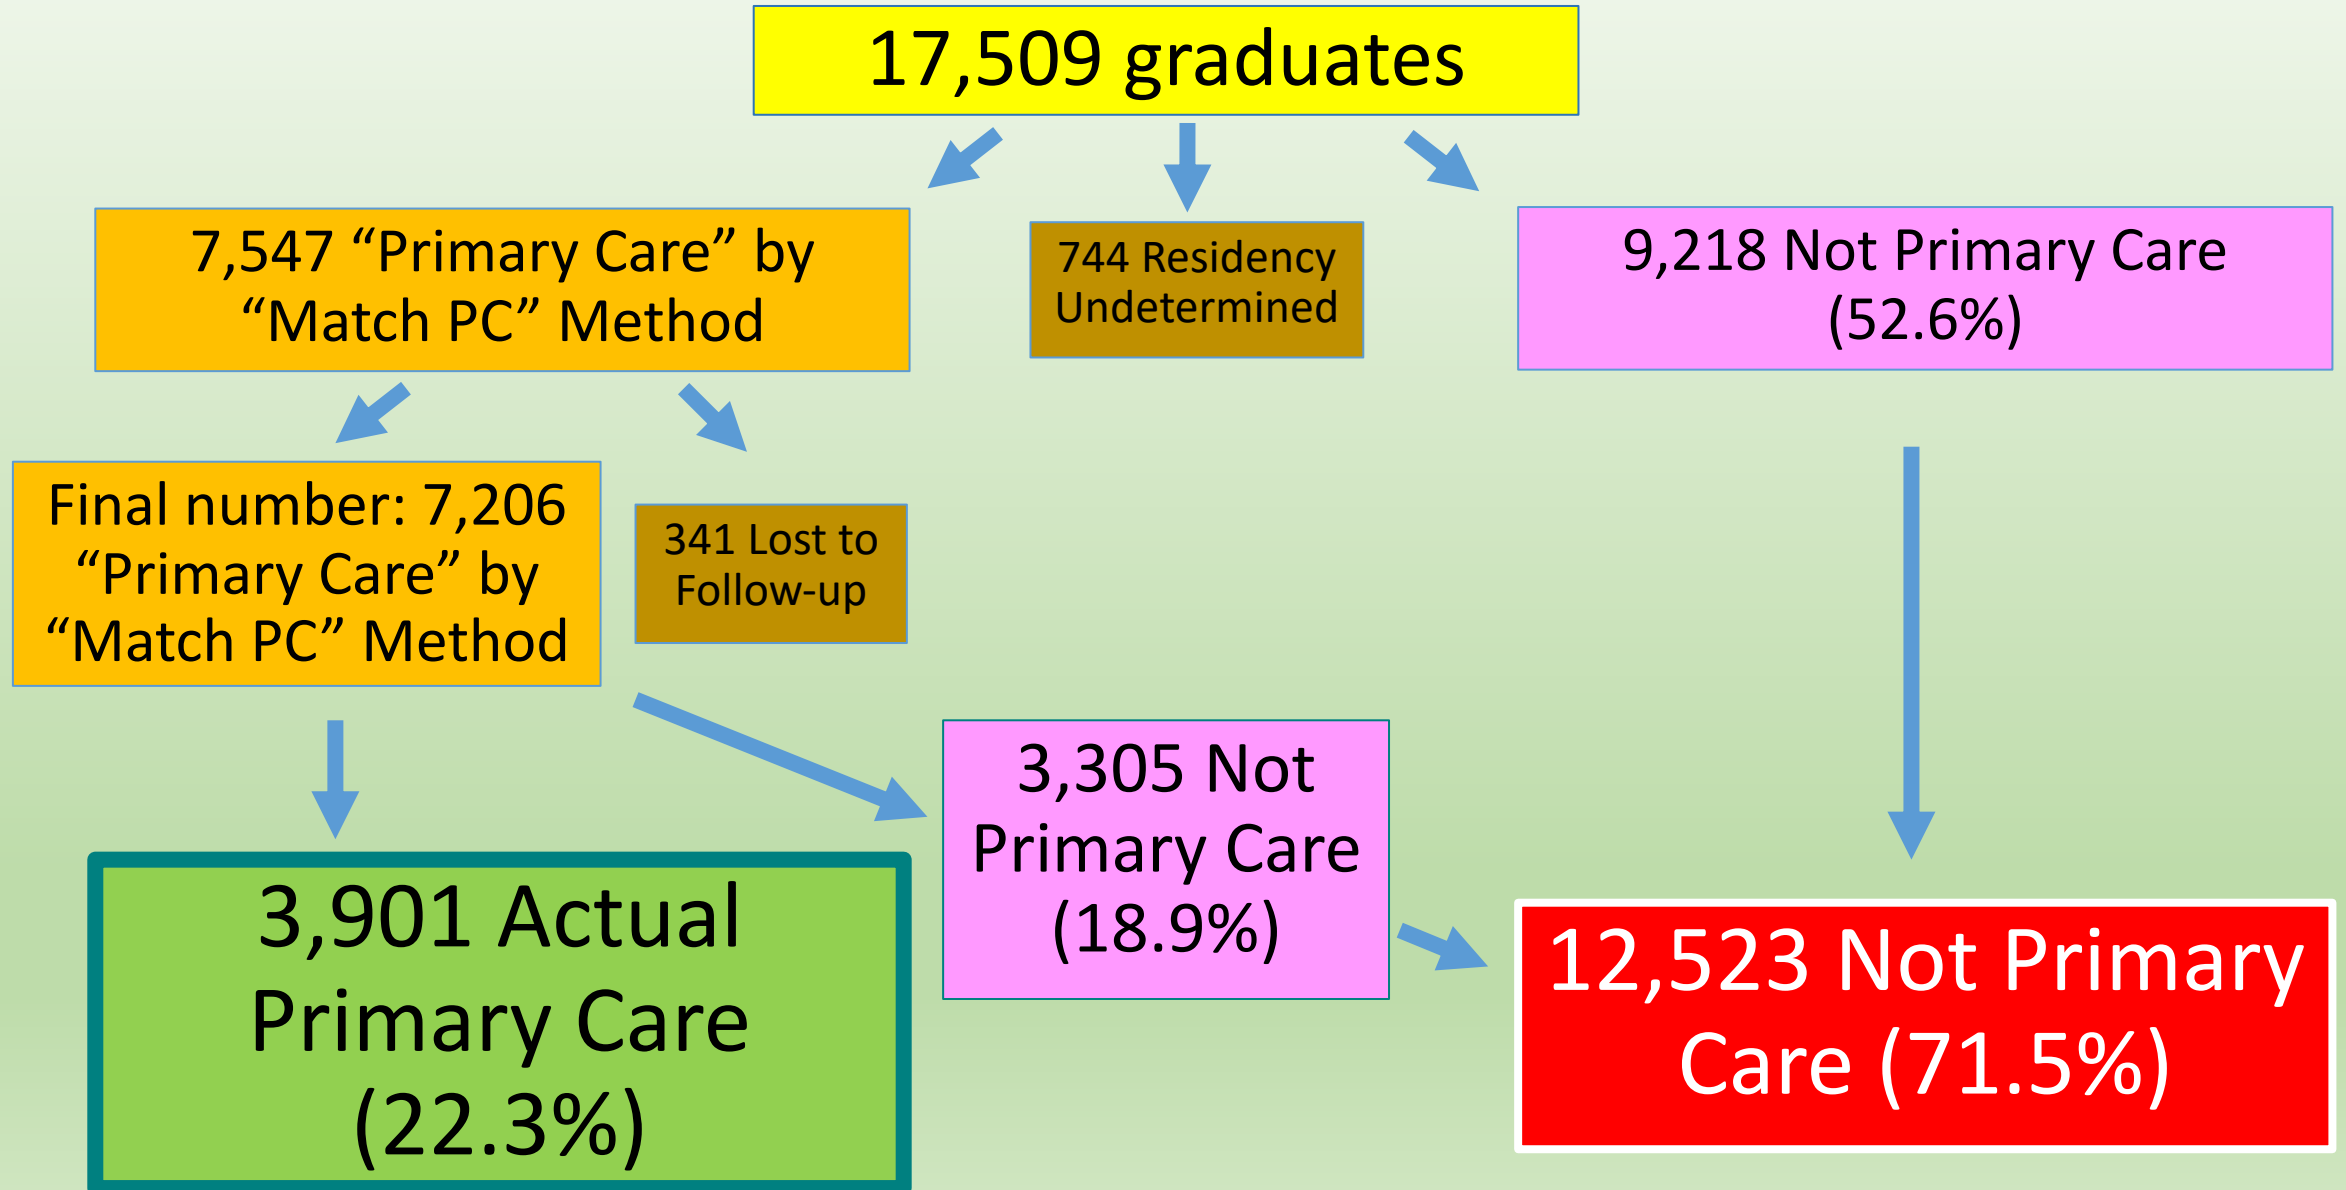 17,509 graduates
7,547 “Primary Care” by
“Match PC” Method
744 Residency
Undetermined
9,218 Not Primary Care
(52.6%)
Final number: 7,206
“Primary Care” by
“Match PC” Method
341 Lost to
Follow-up
3,305 Not
Primary Care
(18.9%)
3,901 Actual
Primary Care
(22.3%)
12,523 Not Primary
Care (71.5%)